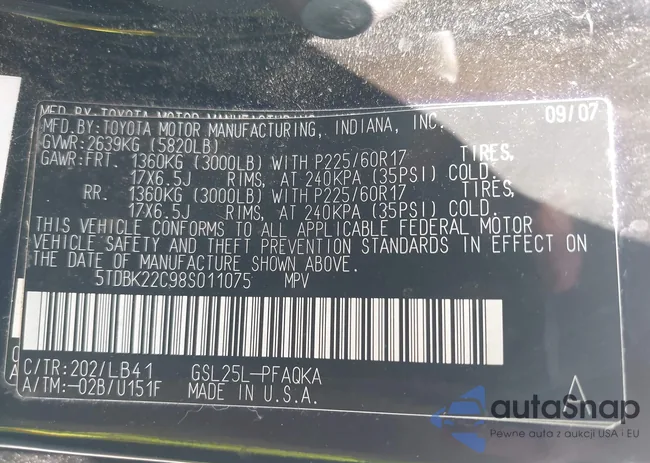 MFD. BY: TOYOTA MOTOR MANUFACTURING, INDIANA, INC. 09/07
GVWR: 2639KG (5820LB)
GAWR: FRT. 1360KG (3000LB) WITH P225/60R17 TIRES,
17X6.5J RIMS, AT 240KPA (35PSI) COLD.
RR. 1360KG (3000LB) WITH P225/60R17 TIRES,
17X6.5J RIMS, AT 240KPA (35PSI) COLD.
THIS VEHICLE CONFORMS TO ALL APPLICABLE FEDERAL MOTOR
VEHICLE SAFETY AND THEFT PREVENTION STANDARDS IN EFFECT ON
THE DATE OF MANUFACTURE SHOWN ABOVE.
5TDBK22C98S011075 MPV
C/TR: 202/LB41 GSL25L-PFAQKA
A/TM: -02B/U151F MADE IN U.S.A.
autaSnap
Pewne auta z aukcji USA i EU